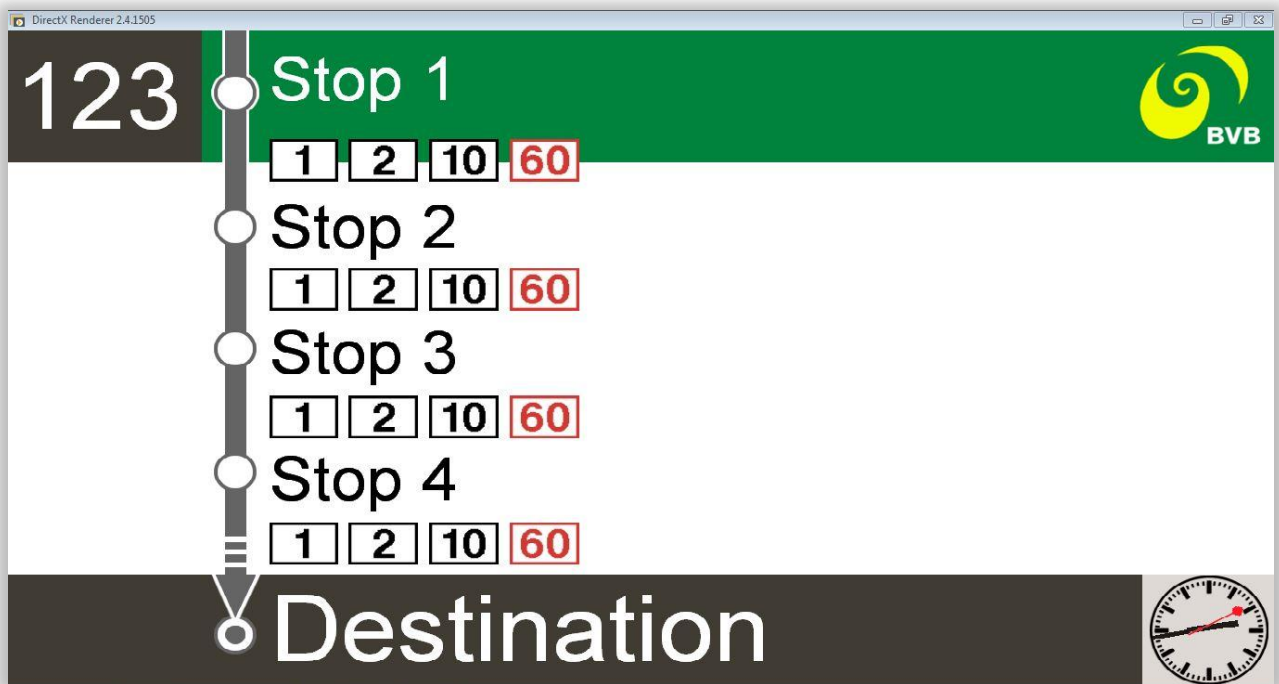 DirectX Renderer 2.4.1505
123
Stop 1
BVB
1 2 10 60
Stop 2
1 2 10 60
Stop 3
1 2 10 60
Stop 4
1 2 10 60
Destination